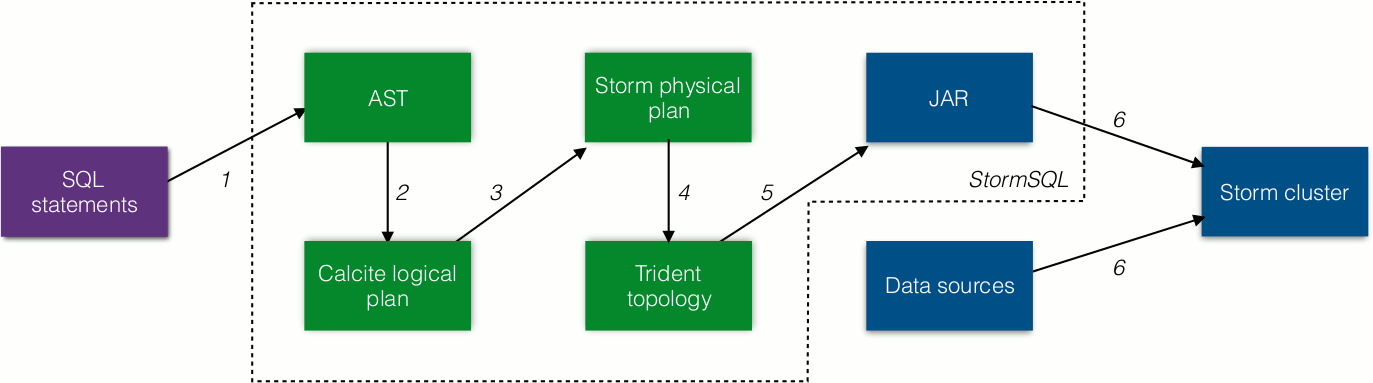 SQL
statements
1
AST
2
Calcite logical
plan
3
Storm physical
plan
4
Trident
topology
5
JAR
StormSQL
6
Data sources
6
Storm cluster